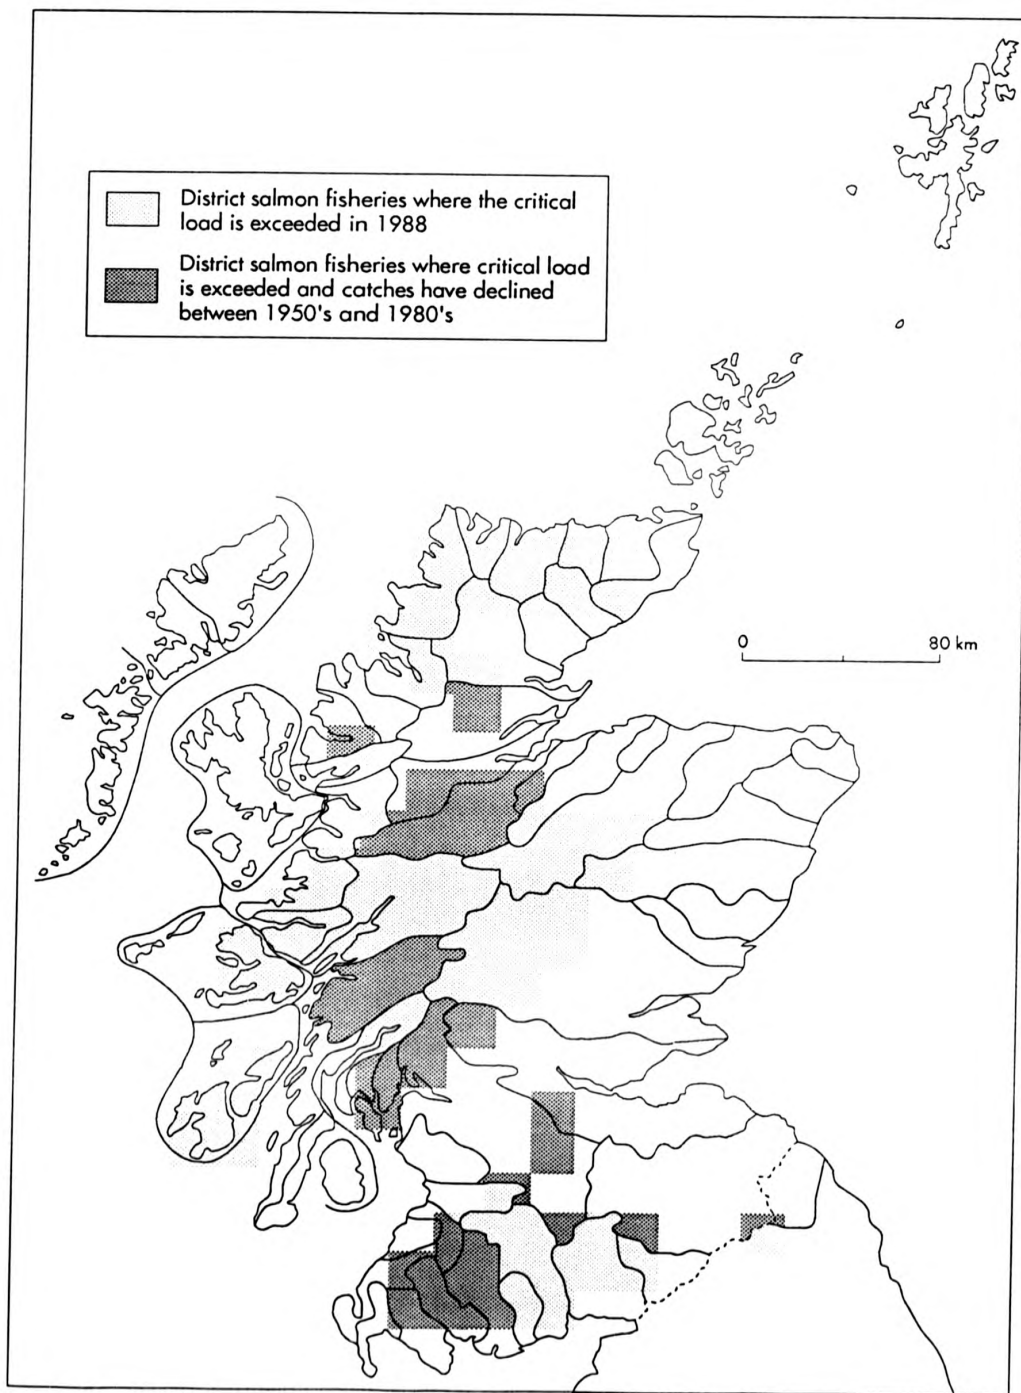 District salmon fisheries where the critical
load is exceeded in 1988
District salmon fisheries where critical load
is exceeded and catches have declined
between 1950's and 1980's
0 80 km